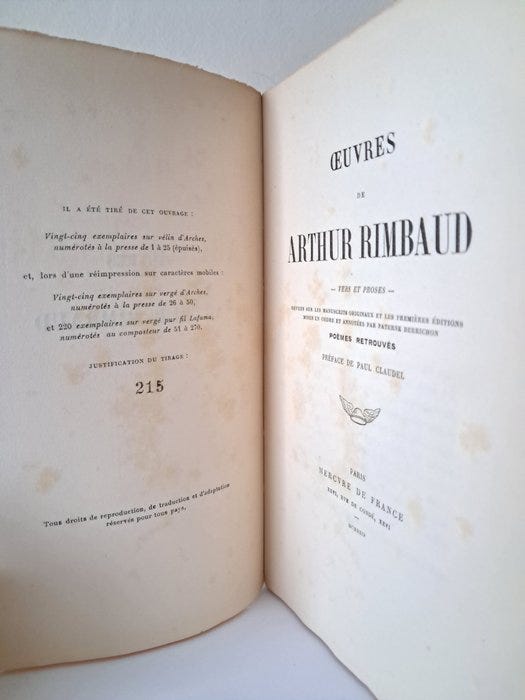 IL A ÉTÉ TIRÉ DE CET OUVRAGE :
Vingt-cinq exemplaires sur vélin d'Arches,
numérotés à la presse de 1 à 25 (épuisés),
et, lors d'une réimpression sur caractères mobiles :
Vingt-cinq exemplaires sur vergé d'Arches,
numérotés à la presse de 26 à 50,
et 220 exemplaires sur vergé pur fil Lafuma,
numérotés au composteur de 51 à 270.
JUSTIFICATION DU TIRAGE :
215
Tous droits de reproduction, de traduction et d'adaptation
réservés pour tous pays.
ŒUVRES
DE
ARTHUR RIMBAUD
— VERS ET PROSES —
REVUES SUR LES MANUSCRITS ORIGINAUX ET LES PREMIÈRES ÉDITIONS
MISES EN ORDRE ET ANNOTÉES PAR PATERNE BERRICHON
POÈMES RETROUVÉS
PRÉFACE DE PAUL CLAUDEL
PARIS
MERCVRE DE FRANCE
XXVI, RVE DE CONDÉ, XXVI